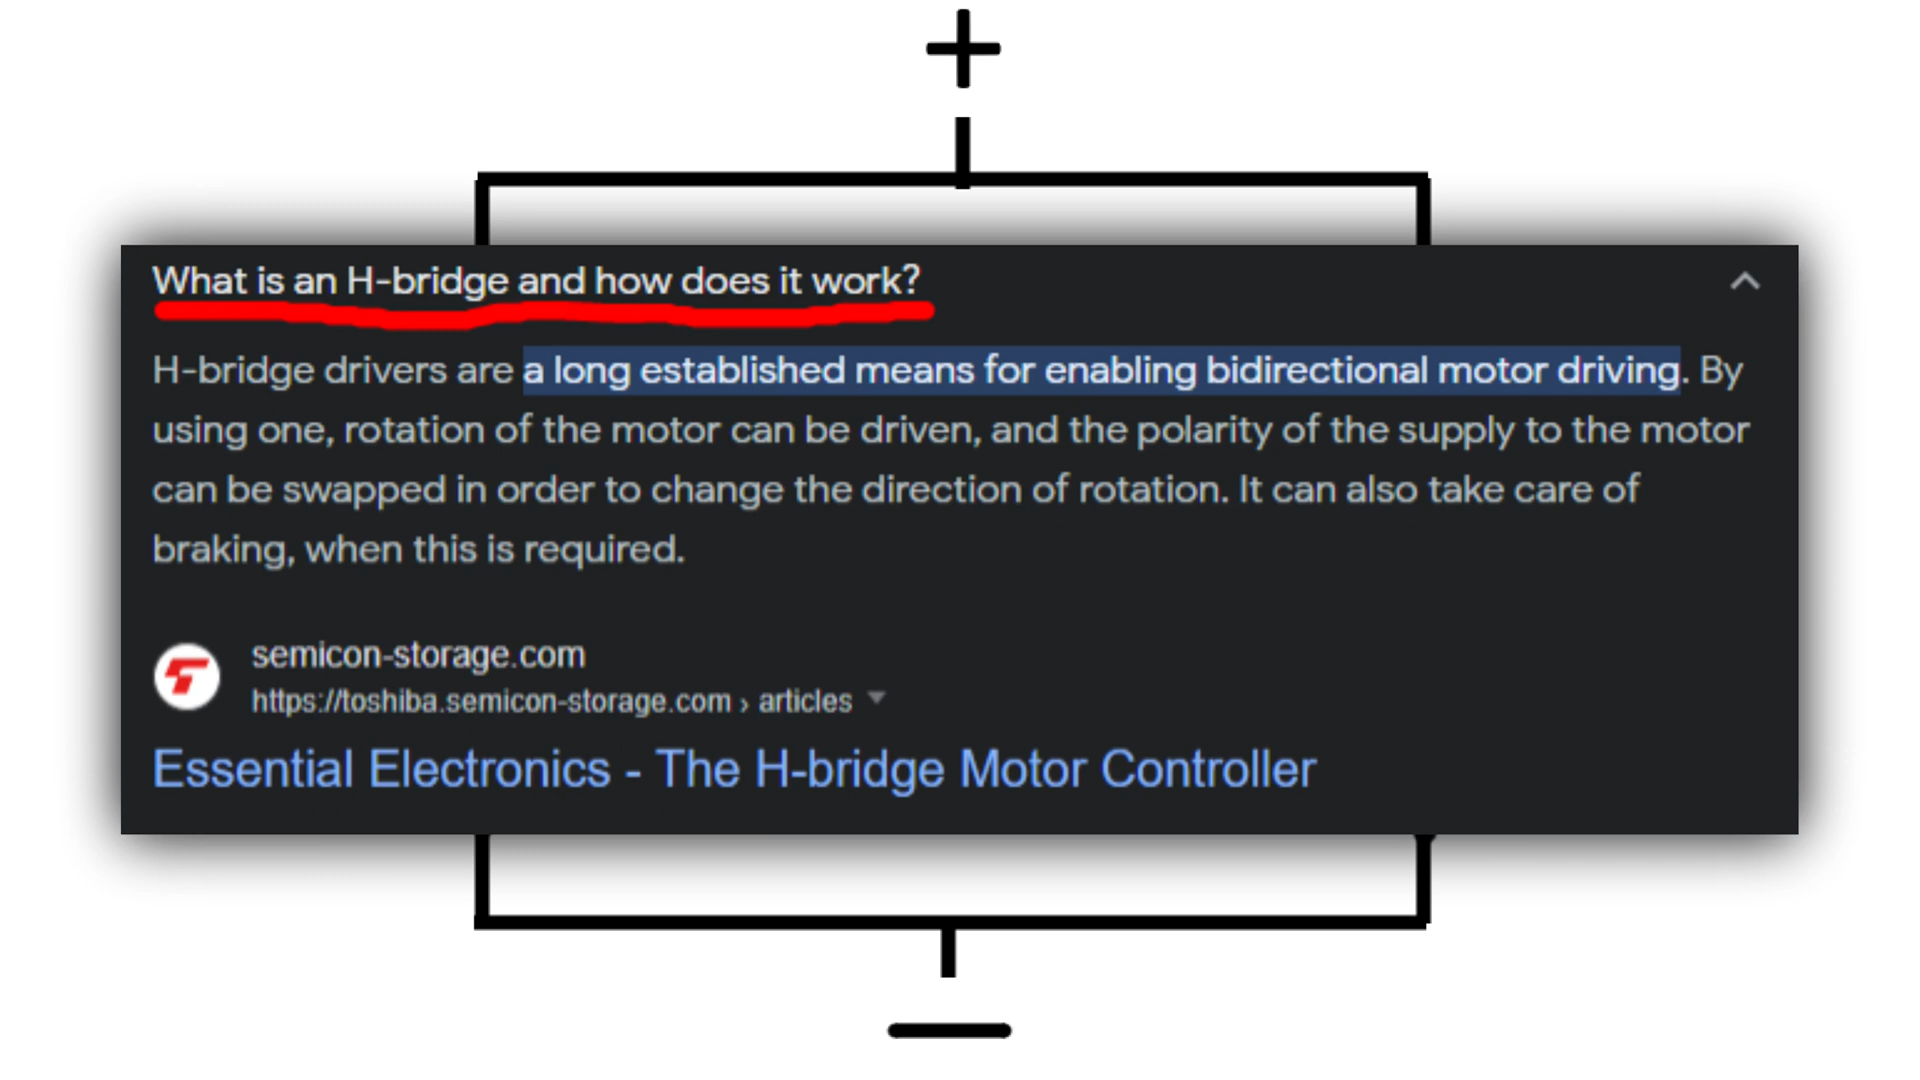 +
What is an H-bridge and how does it work?
H-bridge drivers are a long established means for enabling bidirectional motor driving. By
using one, rotation of the motor can be driven, and the polarity of the supply to the motor
can be swapped in order to change the direction of rotation. It can also take care of
braking, when this is required.
semicon-storage.com
https://toshiba.semicon-storage.com › articles
Essential Electronics - The H-bridge Motor Controller
—